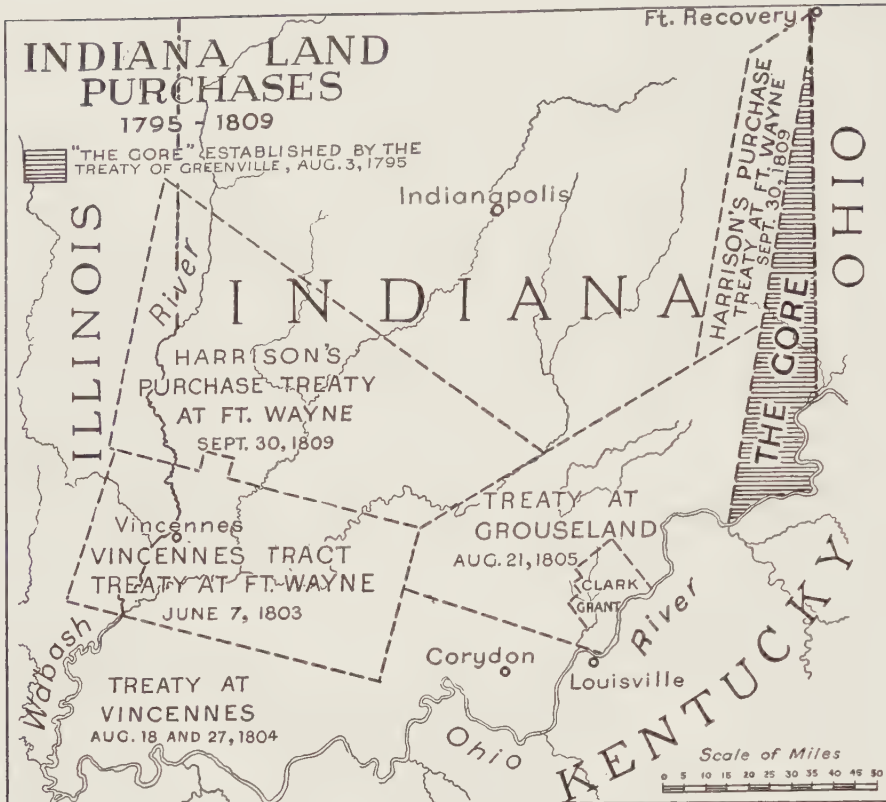 INDIANA LAND
PURCHASES
1795 - 1809
"THE GORE" ESTABLISHED BY THE
TREATY OF GREENVILLE, AUG. 3, 1795
Ft. Recovery
HARRISON'S PURCHASE
TREATY AT FT. WAYNE
SEPT. 30, 1809
OHIO
THE GORE
Indianapolis
ILLINOIS
River
INDIANA
HARRISON'S
PURCHASE TREATY
AT FT. WAYNE
SEPT. 30, 1809
Vincennes
VINCENNES TRACT
TREATY AT FT. WAYNE
JUNE 7, 1803
TREATY AT
GROUSELAND
AUG. 21, 1805
CLARK
GRANT
River
Wabash
Corydon
Louisville
TREATY AT
VINCENNES
AUG. 18 AND 27, 1804
Ohio
KENTUCKY
Scale of Miles
0 5 10 15 20 25 30 35 40 45 50